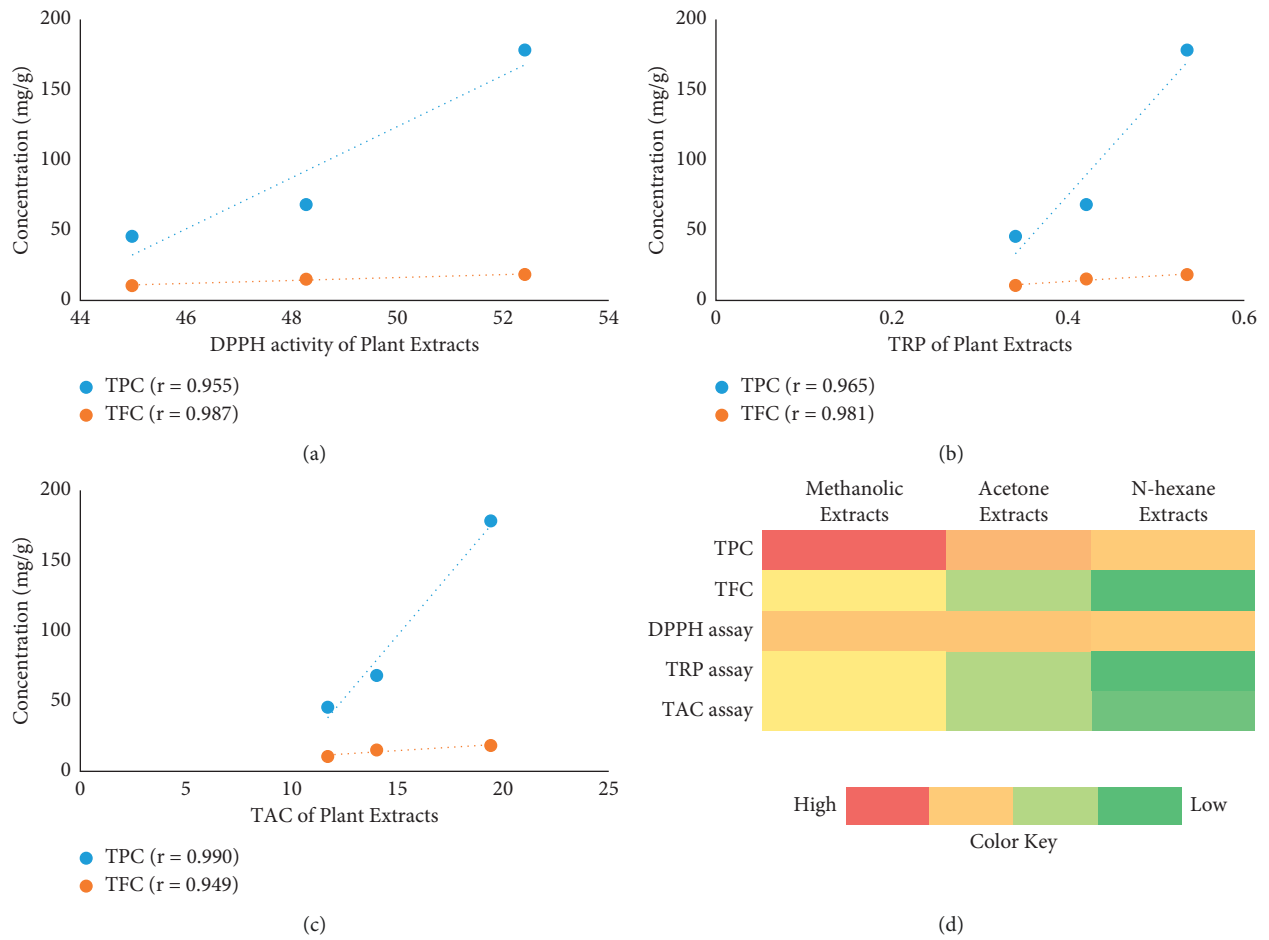 200
150
100
50
0
Concentration (mg/g)
44
46
48
50
52
54
DPPH activity of Plant Extracts
TPC (r = 0.955)
TFC (r = 0.987)
(a)
200
150
100
50
0
Concentration (mg/g)
0
0.2
0.4
0.6
TRP of Plant Extracts
TPC (r = 0.965)
TFC (r = 0.981)
(b)
200
150
100
50
0
Concentration (mg/g)
0
5
10
15
20
25
TAC of Plant Extracts
TPC (r = 0.990)
TFC (r = 0.949)
(c)
Methanolic
Extracts
Acetone
Extracts
N-hexane
Extracts
TPC
TFC
DPPH assay
TRP assay
TAC assay
High
Low
Color Key
(d)